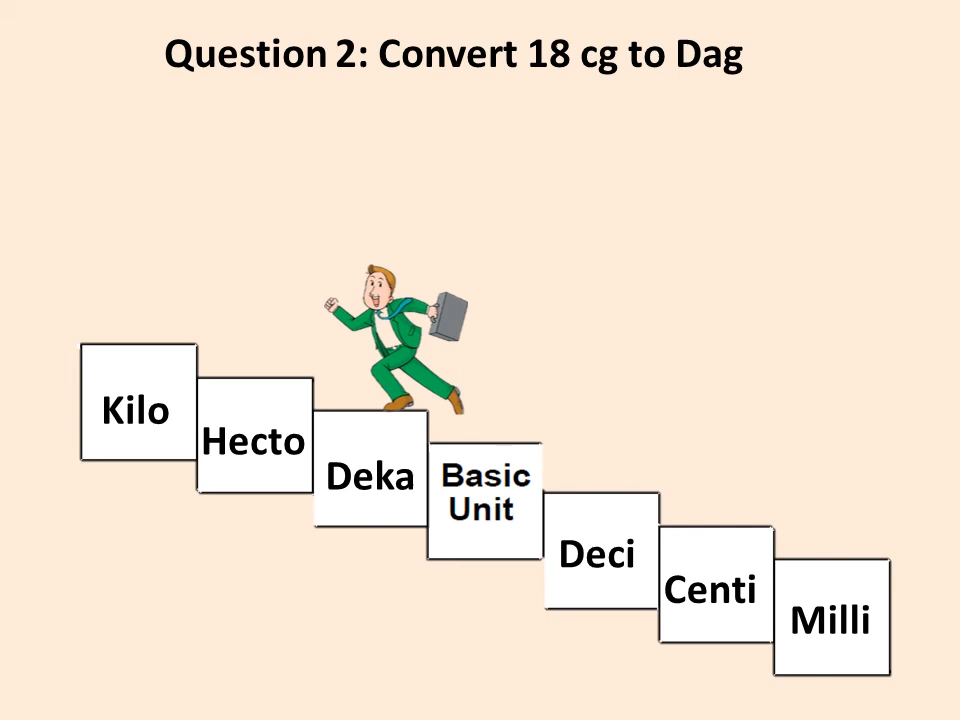 Question 2: Convert 18 cg to Dag
Kilo
Hecto
Deka
Basic
Unit
Deci
Centi
Milli